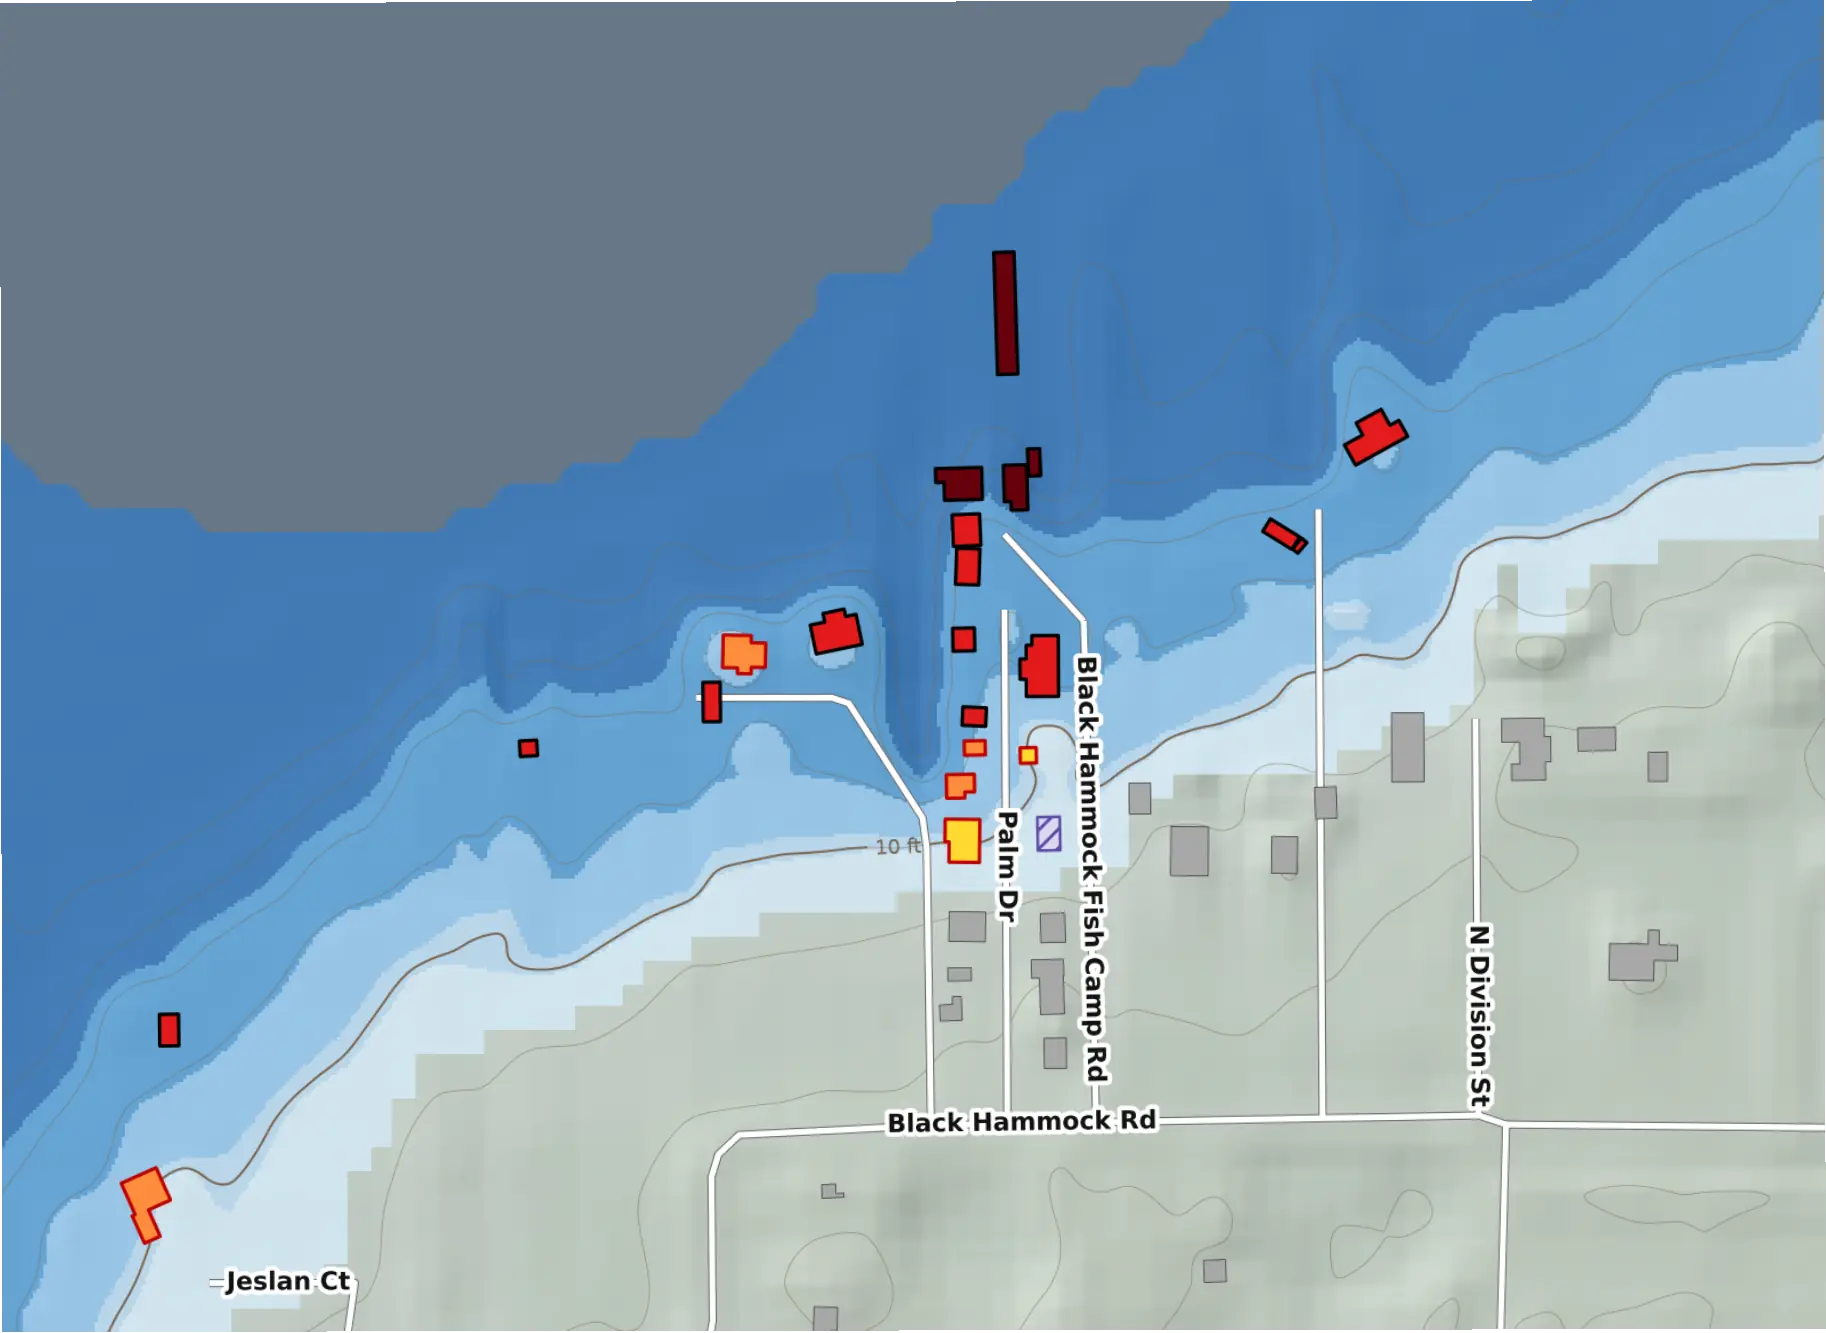 Black Hammock Fish Camp Rd
10 ft
Palm Dr
N Division St
Black Hammock Rd
Jeslan Ct